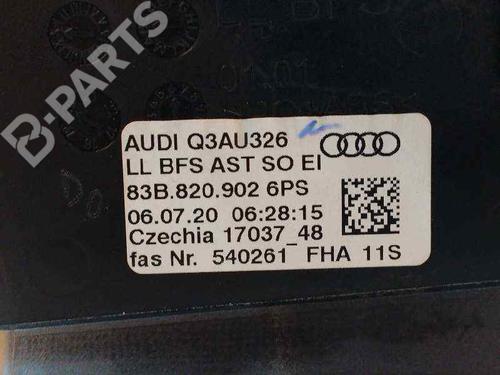 B-PARTS
AUDI Q3AU326
LL BFS AST SO EI
83B.820.902 6PS
06.07.20 06:28:15
Czechia 17037_48
fas Nr. 540261 FHA 11S